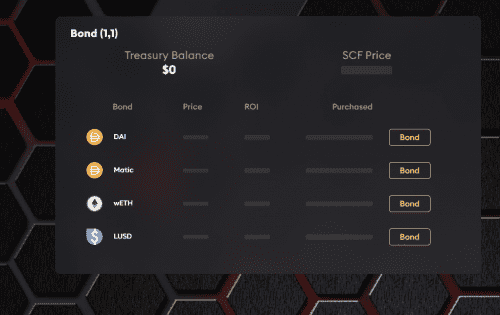 Bond (1,1)
Treasury Balance SCF Price
$0
Bond Price ROI Purchased
DAI Bond
Matic Bond
wETH Bond
LUSD Bond